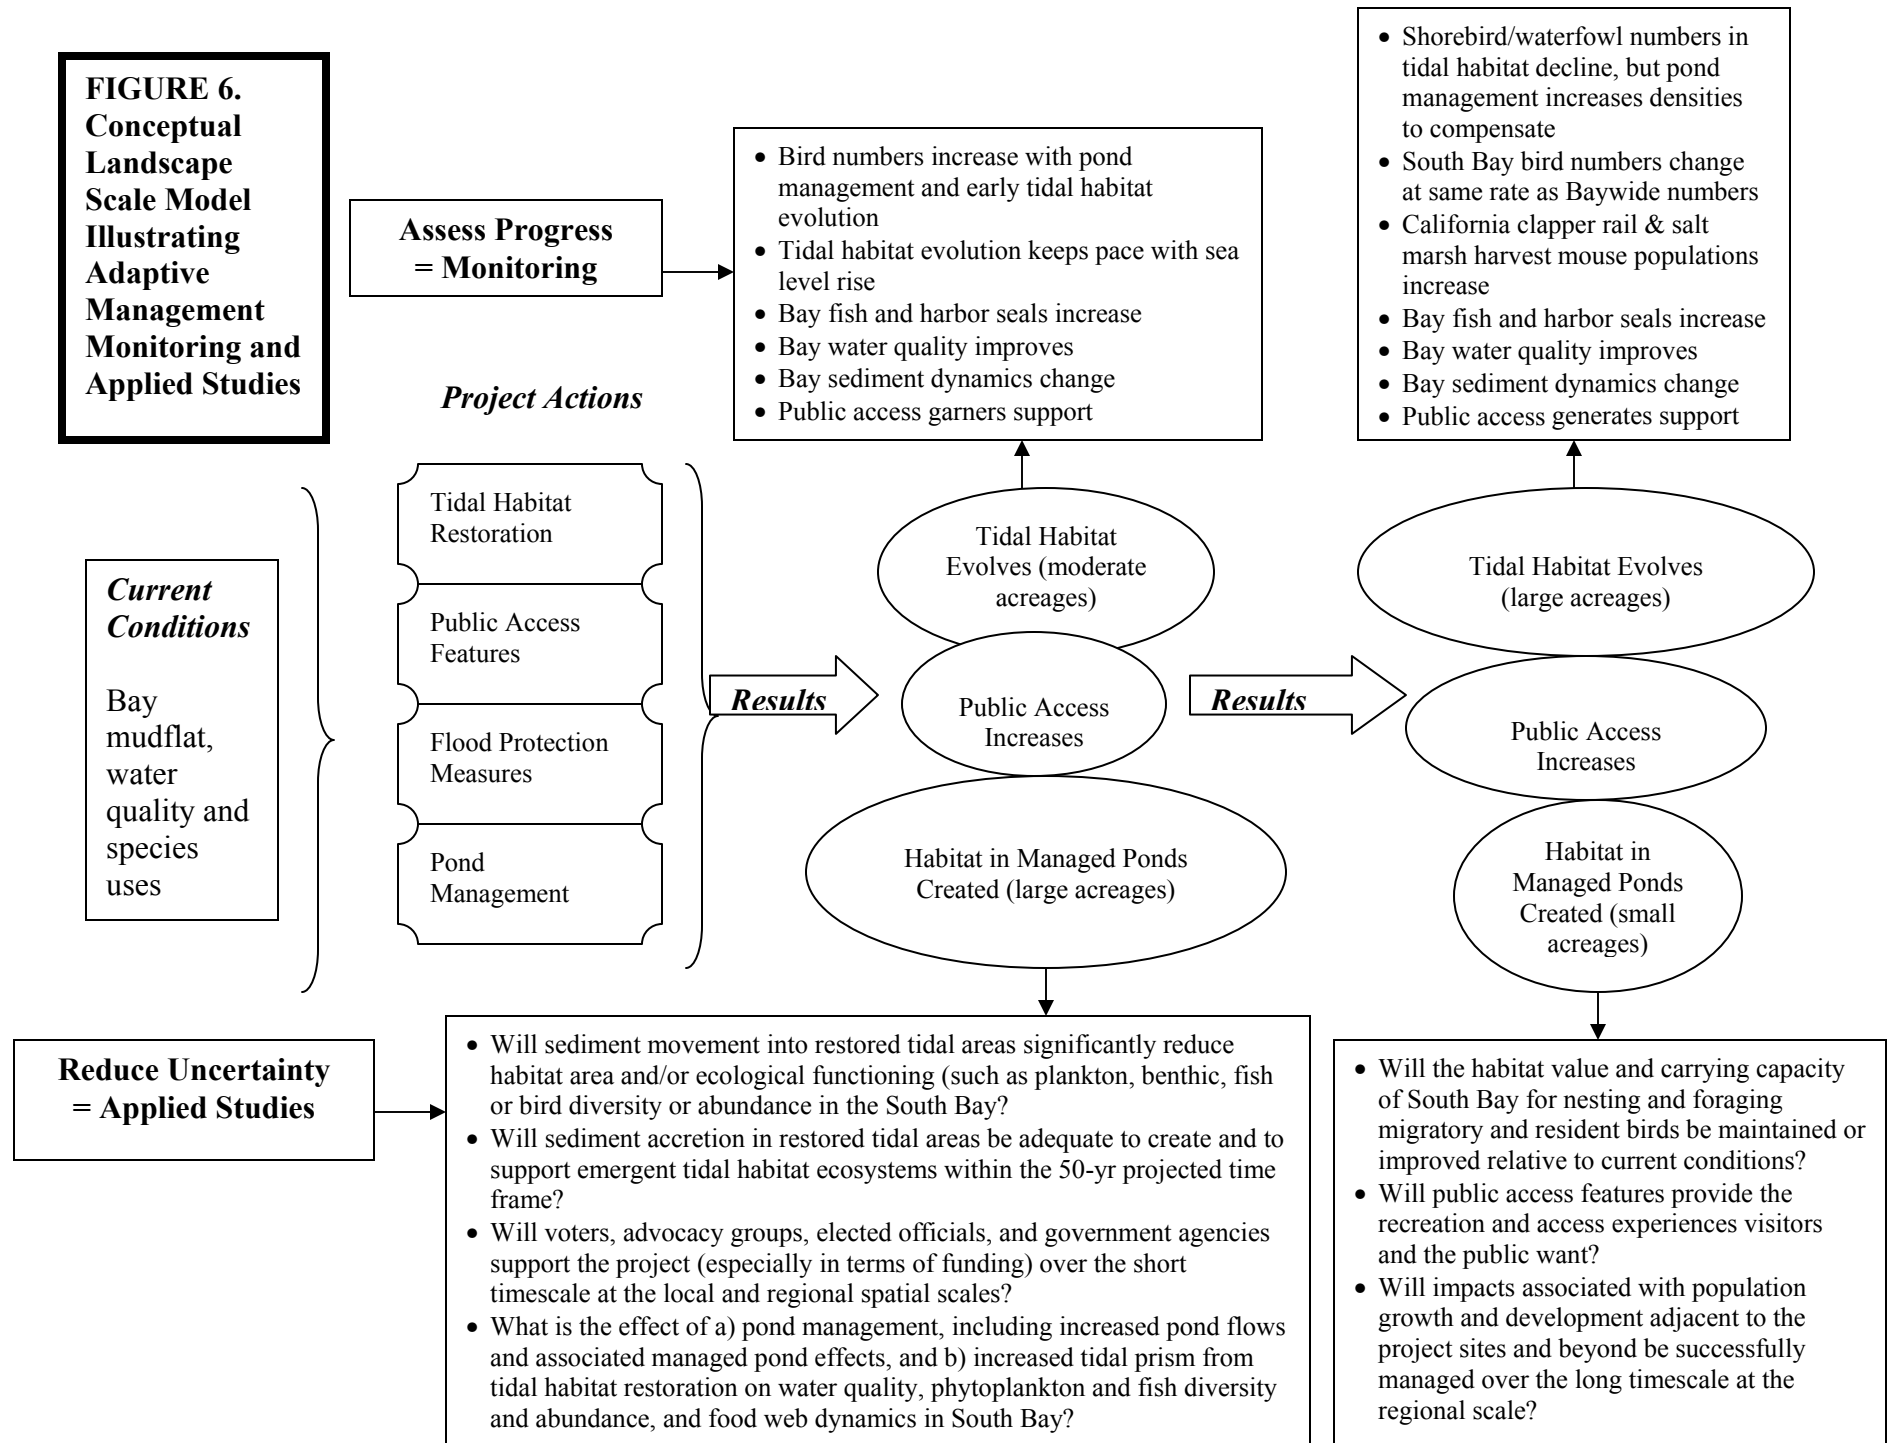 FIGURE 6.
Conceptual
Landscape
Scale Model
Illustrating
Adaptive
Management
Monitoring and
Applied Studies
Assess Progress
= Monitoring
• Bird numbers increase with pond
management and early tidal habitat
evolution
• Tidal habitat evolution keeps pace with sea
level rise
• Bay fish and harbor seals increase
• Bay water quality improves
• Bay sediment dynamics change
• Public access garners support
• Shorebird/waterfowl numbers in
tidal habitat decline, but pond
management increases densities
to compensate
• South Bay bird numbers change
at same rate as Baywide numbers
• California clapper rail & salt
marsh harvest mouse populations
increase
• Bay fish and harbor seals increase
• Bay water quality improves
• Bay sediment dynamics change
• Public access generates support
Current
Conditions
Bay
mudflat,
water
quality and
species
uses
Project Actions
Tidal Habitat
Restoration
Public Access
Features
Flood Protection
Measures
Pond
Management
Results
Tidal Habitat
Evolves (moderate
acreages)
Public Access
Increases
Habitat in Managed Ponds
Created (large acreages)
Results
Tidal Habitat Evolves
(large acreages)
Public Access
Increases
Habitat in
Managed Ponds
Created (small
acreages)
Reduce Uncertainty
= Applied Studies
• Will sediment movement into restored tidal areas significantly reduce
habitat area and/or ecological functioning (such as plankton, benthic, fish
or bird diversity or abundance in the South Bay?
• Will sediment accretion in restored tidal areas be adequate to create and to
support emergent tidal habitat ecosystems within the 50-yr projected time
frame?
• Will voters, advocacy groups, elected officials, and government agencies
support the project (especially in terms of funding) over the short
timescale at the local and regional spatial scales?
• What is the effect of a) pond management, including increased pond flows
and associated managed pond effects, and b) increased tidal prism from
tidal habitat restoration on water quality, phytoplankton and fish diversity
and abundance, and food web dynamics in South Bay?
• Will the habitat value and carrying capacity
of South Bay for nesting and foraging
migratory and resident birds be maintained or
improved relative to current conditions?
• Will public access features provide the
recreation and access experiences visitors
and the public want?
• Will impacts associated with population
growth and development adjacent to the
project sites and beyond be successfully
managed over the long timescale at the
regional scale?